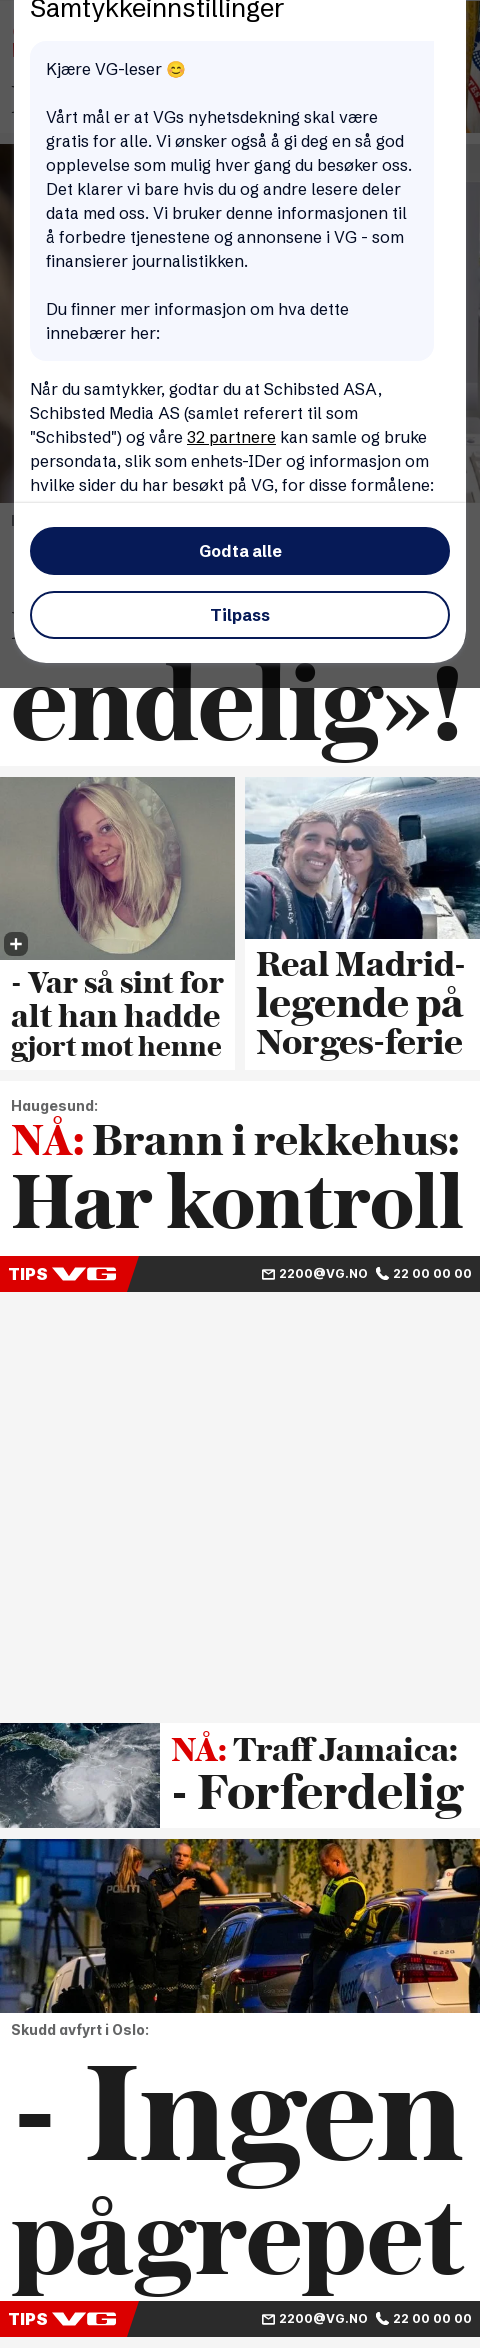 Samtykkeinnstillinger
Kjære VG-leser 😊
Vårt mål er at VGs nyhetsdekning skal være
gratis for alle. Vi ønsker også å gi deg en så god
opplevelse som mulig hver gang du besøker oss.
Det klarer vi bare hvis du og andre lesere deler
data med oss. Vi bruker denne informasjonen til
å forbedre tjenestene og annonsene i VG - som
finansierer journalistikken.
Du finner mer informasjon om hva dette
innebærer her:
Når du samtykker, godtar du at Schibsted ASA,
Schibsted Media AS (samlet referert til som
"Schibsted") og våre 32 partnere kan samle og bruke
persondata, slik som enhets-IDer og informasjon om
hvilke sider du har besøkt på VG, for disse formålene:
Godta alle
Tilpass
endelig»!
- Var så sint for
alt han hadde
gjort mot henne
Real Madrid-
legende på
Norges-ferie
Haugesund:
NÅ: Brann i rekkehus:
Har kontroll
TIPS VG 2200@VG.NO 22 00 00 00
NÅ: Traff Jamaica:
- Forferdelig
POLITI
Skudd avfyrt i Oslo:
- Ingen
pågrepet
TIPS VG 2200@VG.NO 22 00 00 00